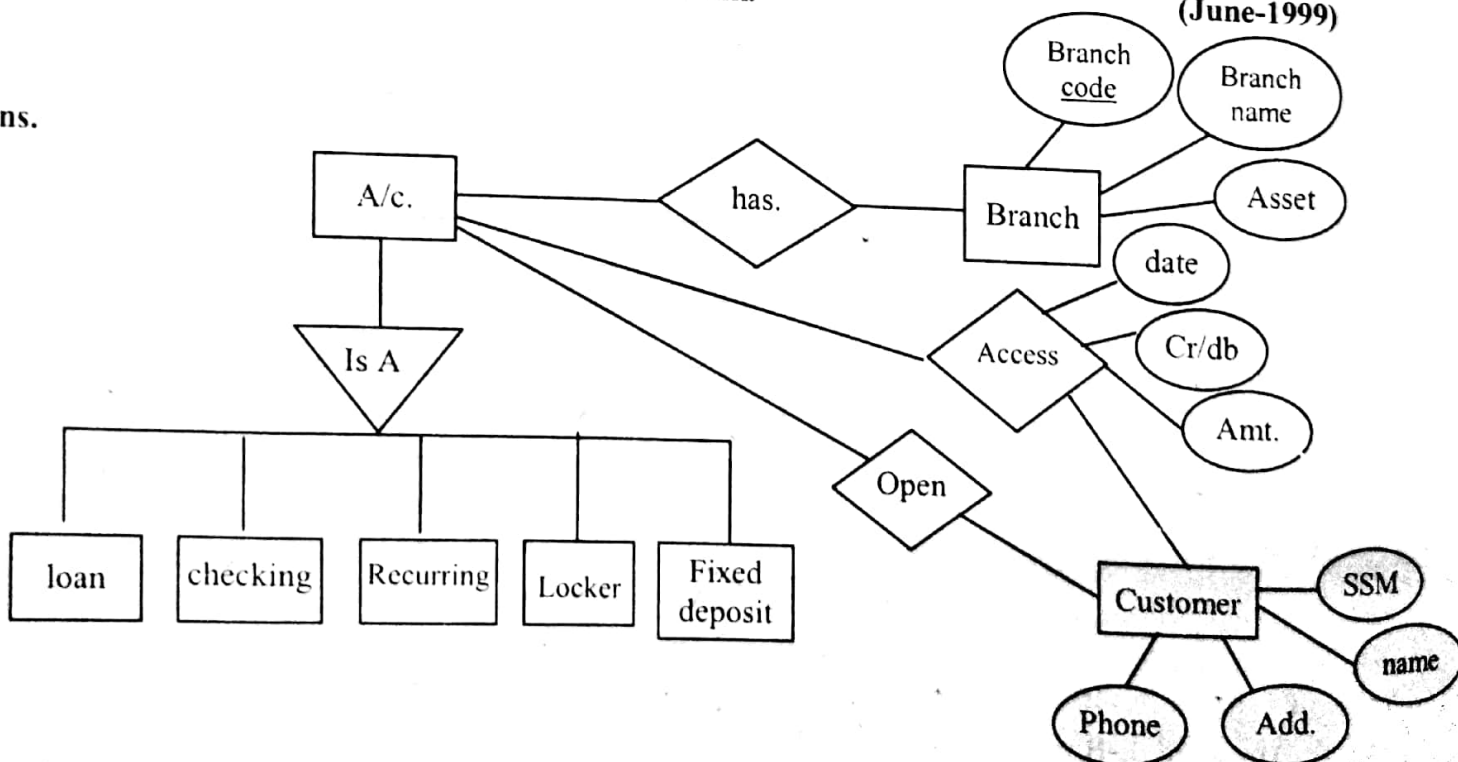 (June-1999)
ns.
Branch
code
Branch
name
A/c.
has.
Branch
Asset
date
Is A
Access
Cr/db
Amt.
Open
loan
checking
Recurring
Locker
Fixed
deposit
Customer
SSM
name
Phone
Add.